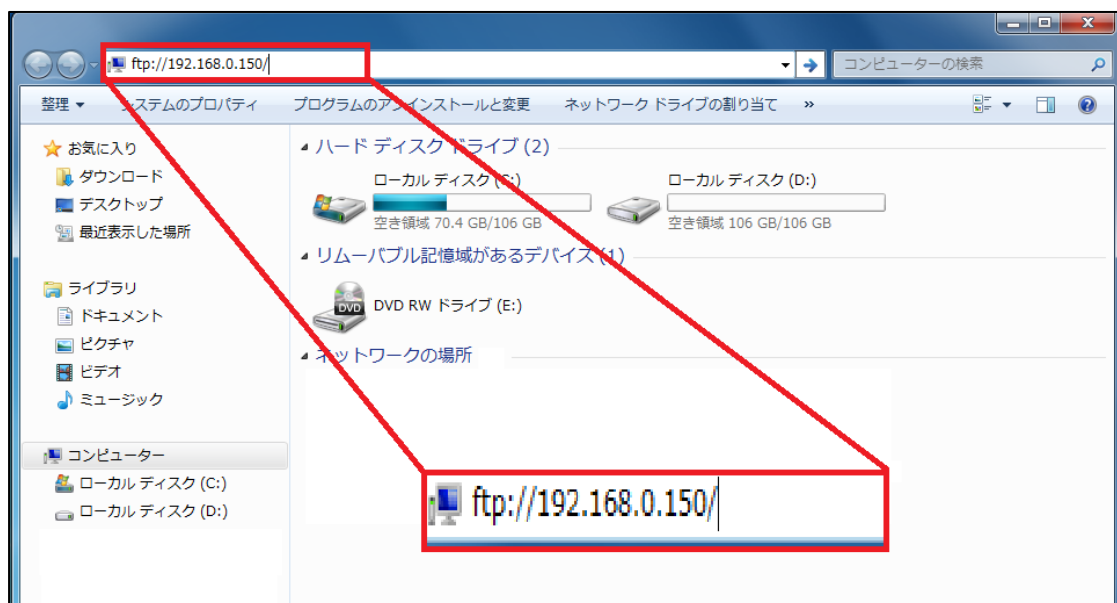 ftp://192.168.0.150/
コンピューターの検索
整理 システムのプロパティ プログラムのアンインストールと変更 ネットワーク ドライブの割り当て »
お気に入り
ダウンロード
デスクトップ
最近表示した場所
ライブラリ
ドキュメント
ピクチャ
ビデオ
ミュージック
コンピューター
ローカル ディスク (C:)
ローカル ディスク (D:)
ハード ディスク ドライブ (2)
ローカル ディスク (C:)
空き領域 70.4 GB/106 GB
ローカル ディスク (D:)
空き領域 106 GB/106 GB
リムーバブル記憶域があるデバイス (1)
DVD
DVD RW ドライブ (E:)
ネットワークの場所
ftp://192.168.0.150/